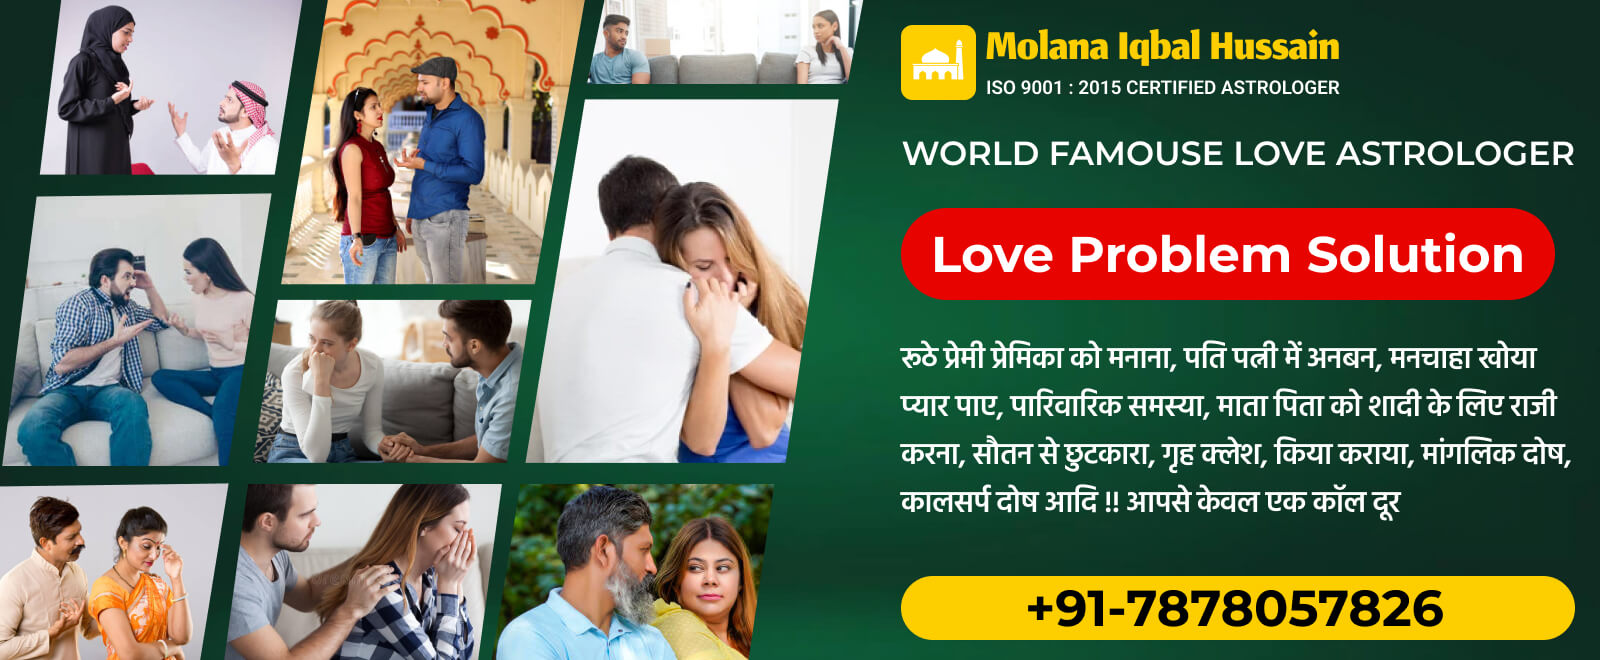 Molana Iqbal Hussain
ISO 9001 : 2015 CERTIFIED ASTROLOGER
WORLD FAMOUSE LOVE ASTROLOGER
Love Problem Solution
रूठे प्रेमी प्रेमिका को मनाना, पति पत्नी में अनबन, मनचाहा खोया
प्यार पाए, पारिवारिक समस्या, माता पिता को शादी के लिए राजी
करना, सौतन से छुटकारा, गृह क्लेश, किया कराया, मांगलिक दोष,
कालसर्प दोष आदि !! आपसे केवल एक कॉल दूर
+91-7878057826